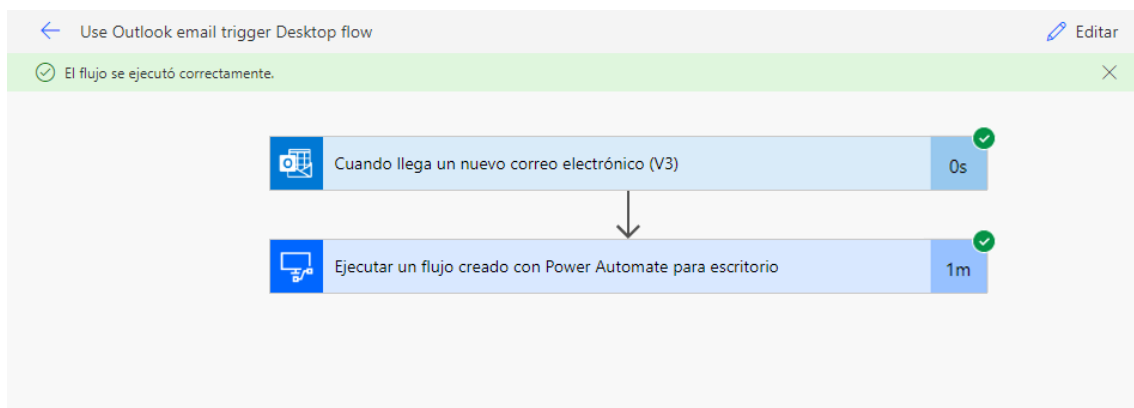 Use Outlook email trigger Desktop flow
Editar
El flujo se ejecutó correctamente.
Cuando llega un nuevo correo electrónico (V3)
0s
Ejecutar un flujo creado con Power Automate para escritorio
1m